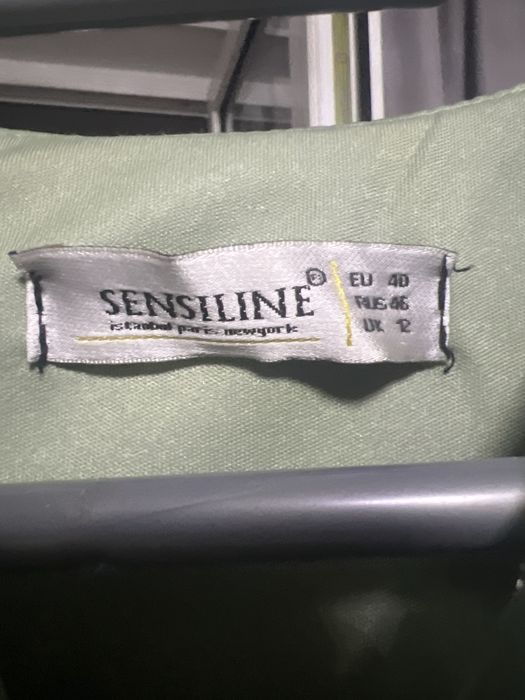 SENSILINE®
istanbul paris newyork
EU 40
RUS 46
UK 12